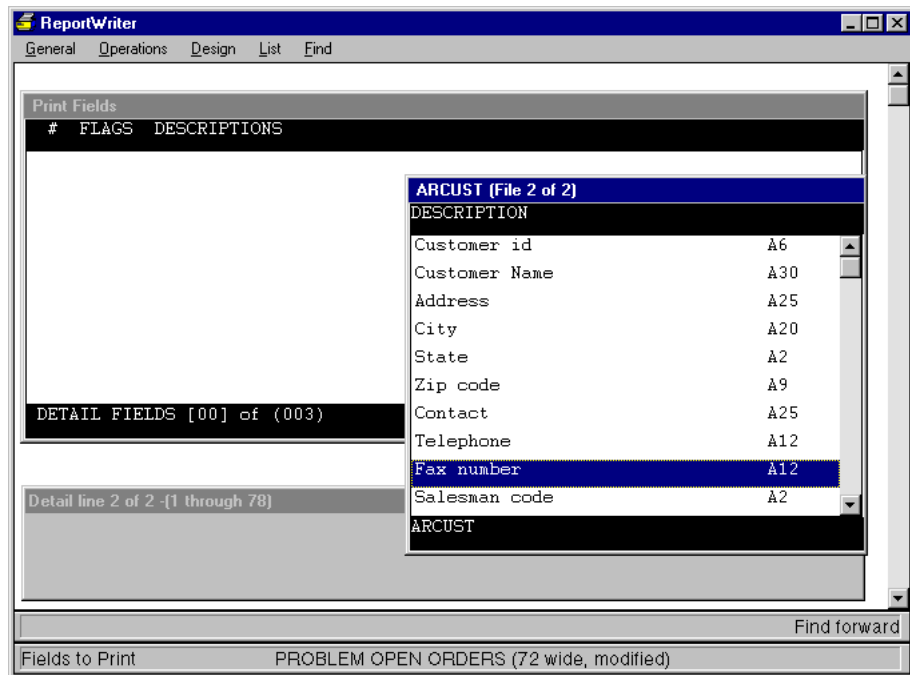 ReportWriter
General Operations Design List Find
Print Fields
# FLAGS DESCRIPTIONS
ARCUST (File 2 of 2)
DESCRIPTION
Customer id A6
Customer Name A30
Address A25
City A20
State A2
Zip code A9
Contact A25
Telephone A12
Fax number A12
Salesman code A2
ARCUST
DETAIL FIELDS [00] of (003)
Detail line 2 of 2 -(1 through 78)
Find forward
Fields to Print PROBLEM OPEN ORDERS (72 wide, modified)